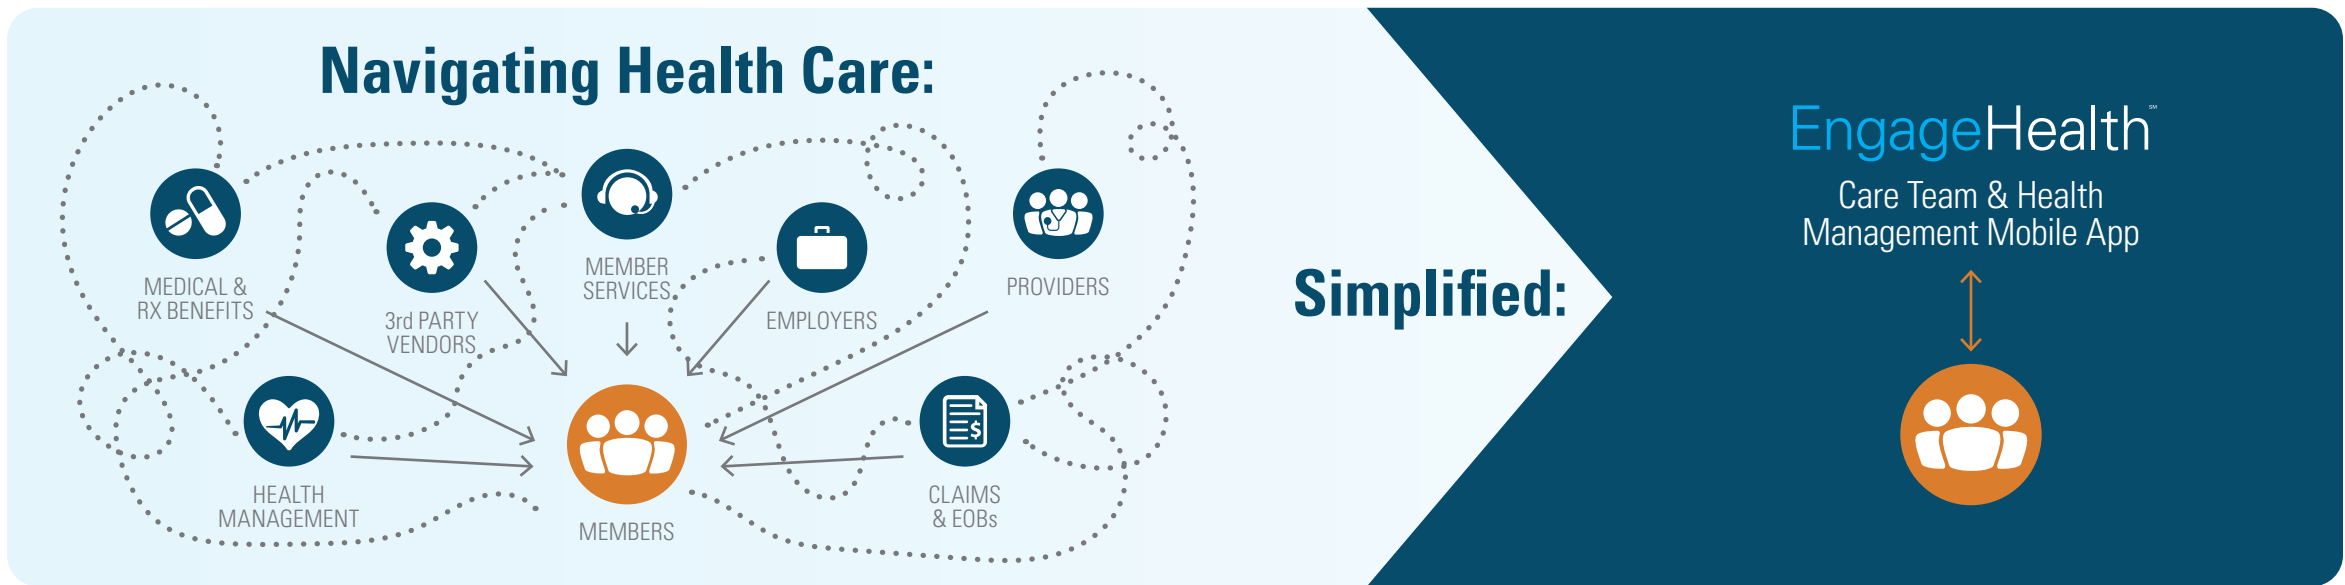 Navigating Health Care:
MEDICAL &
RX BENEFITS
3rd PARTY
VENDORS
MEMBER
SERVICES
EMPLOYERS
PROVIDERS
HEALTH
MANAGEMENT
MEMBERS
$
CLAIMS
& EOBs
Simplified:
EngageHealth℠
Care Team & Health
Management Mobile App